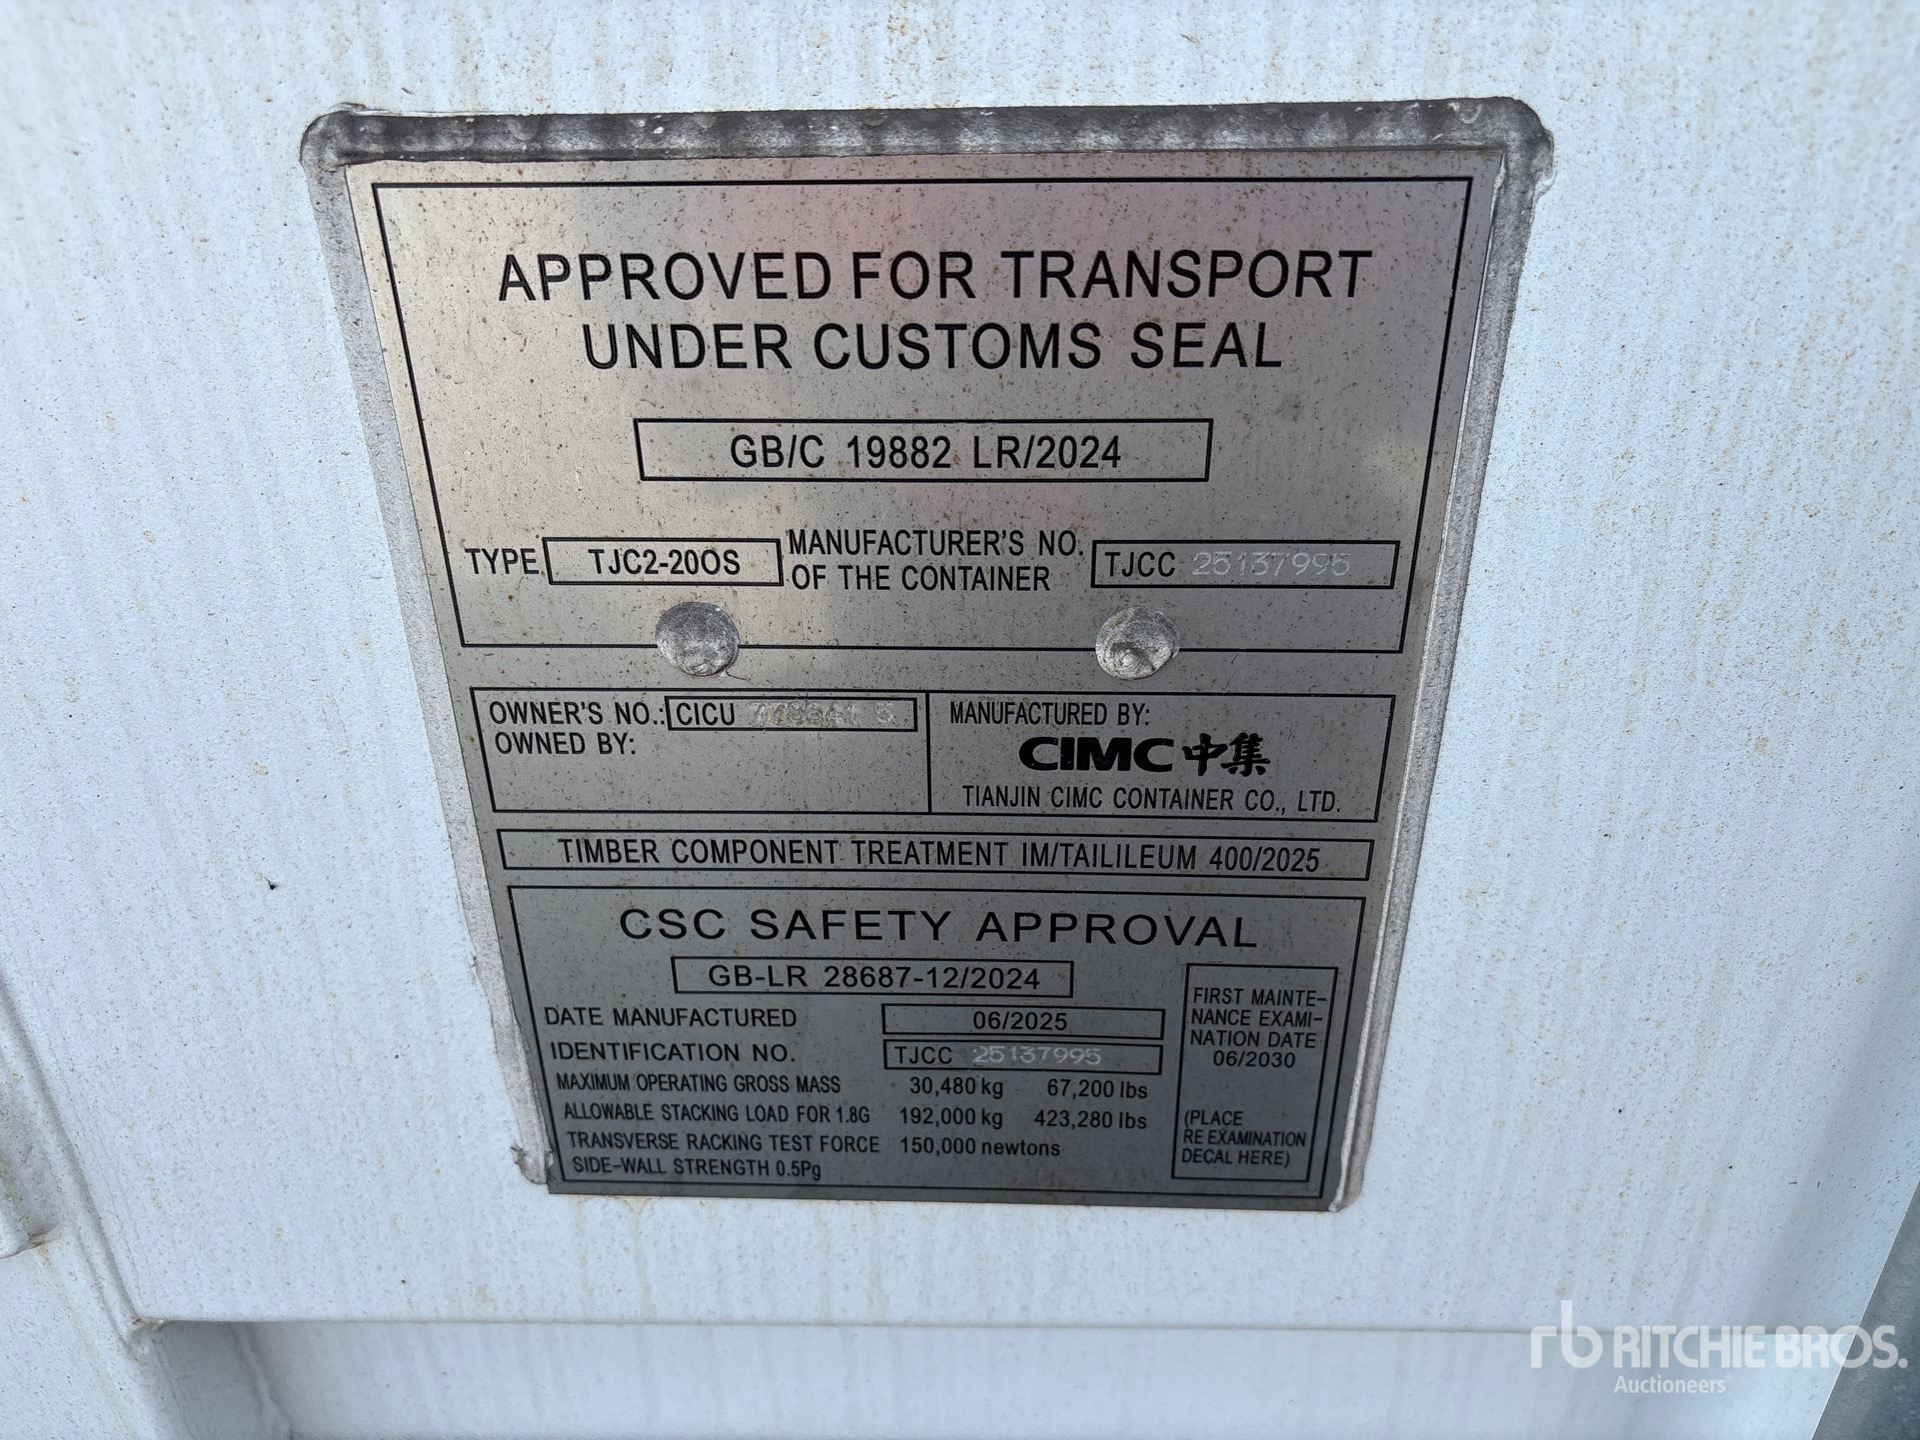 APPROVED FOR TRANSPORT
UNDER CUSTOMS SEAL
GB/C 19882 LR/2024
TYPE TJC2-20OS
MANUFACTURER'S NO.
OF THE CONTAINER
TJCC 25137995
OWNER'S NO.: CICU
OWNED BY:
MANUFACTURED BY:
CIMC 中集
TIANJIN CIMC CONTAINER CO., LTD.
TIMBER COMPONENT TREATMENT IM/TAILILEUM 400/2025
CSC SAFETY APPROVAL
GB-LR 28687-12/2024
DATE MANUFACTURED 06/2025
IDENTIFICATION NO. TJCC 25137995
MAXIMUM OPERATING GROSS MASS 30,480 kg 67,200 lbs
ALLOWABLE STACKING LOAD FOR 1.8G 192,000 kg 423,280 lbs
TRANSVERSE RACKING TEST FORCE 150,000 newtons
SIDE-WALL STRENGTH 0.5Pg
FIRST MAINTE-
NANCE EXAMI-
NATION DATE
06/2030
(PLACE
RE EXAMINATION
DECAL HERE)
rb RITCHIE BROS.
Auctioneers